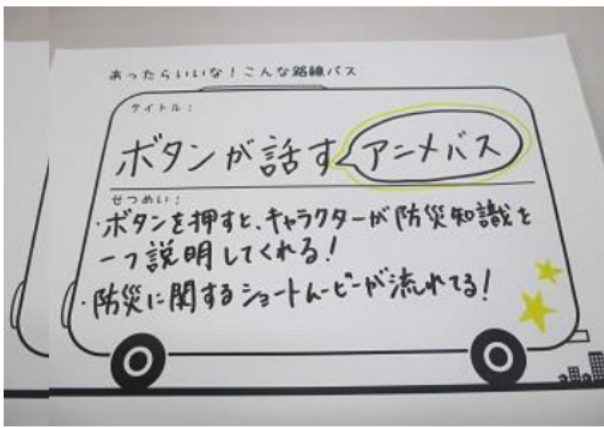 あったらいいな！こんな路線バス
タイトル：
ボタンが話す アニメバス
せつめい：
・ボタンを押すと、キャラクターが防災知識を
一つ説明してくれる！
・防災に関するショートムービーが流れてる！